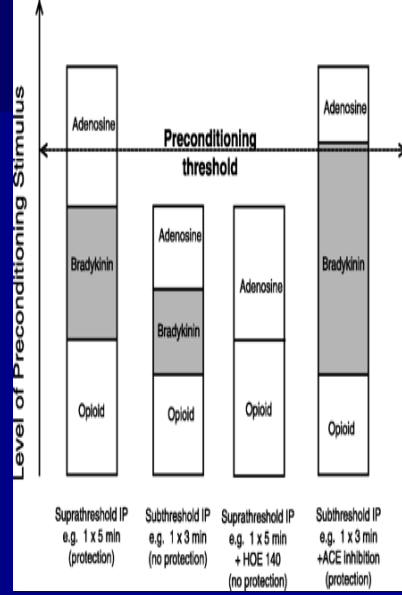 Level of Preconditioning Stimulus
Preconditioning
threshold
Adenosine
Bradykinin
Opioid
Adenosine
Bradykinin
Opioid
Adenosine
Opioid
Adenosine
Bradykinin
Opioid
Suprathreshold IP
e.g. 1 x 5 min
(protection)
Subthreshold IP
e.g. 1 x 3 min
(no protection)
Suprathreshold IP
e.g. 1 x 5 min
+ HOE 140
(no protection)
Subthreshold IP
e.g. 1 x 3 min
+ACE inhibition
(protection)